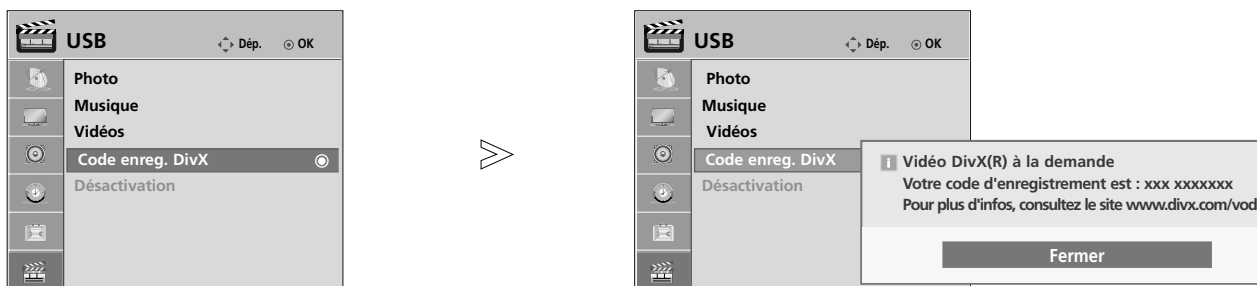 USB Dép. OK
Photo
Musique
Vidéos
Code enreg. DivX
Désactivation
USB Dép. OK
Photo
Musique
Vidéos
Code enreg. DivX
Désactivation
i Vidéo DivX(R) à la demande
Votre code d'enregistrement est : xxx xxxxxxx
Pour plus d'infos, consultez le site www.divx.com/vod
Fermer